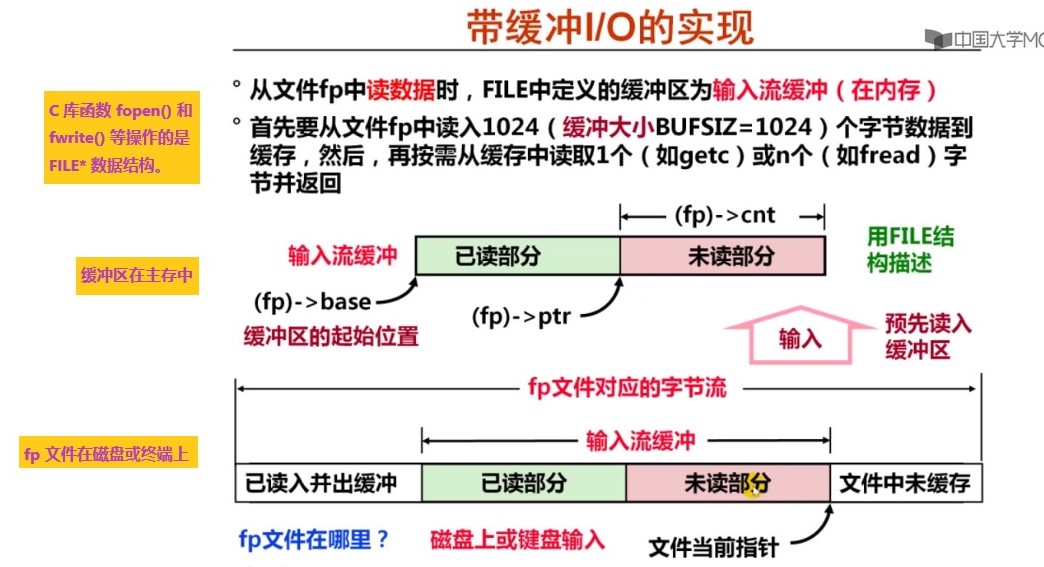 带缓冲I/O的实现
中国大学MO
C 库函数 fopen() 和
fwrite() 等操作的是
FILE* 数据结构。
° 从文件fp中读数据时，FILE中定义的缓冲区为输入流缓冲（在内存）
° 首先要从文件fp中读入1024（缓冲大小BUFSIZ=1024）个字节数据到
缓存，然后，再按需从缓存中读取1个（如getc）或n个（如fread）字
节并返回
(fp)->cnt
输入流缓冲
已读部分
未读部分
用FILE结
构描述
缓冲区在主存中
(fp)->base
(fp)->ptr
缓冲区的起始位置
输入
预先读入
缓冲区
fp文件对应的字节流
输入流缓冲
fp 文件在磁盘或终端上
已读入并出缓冲
已读部分
未读部分
文件中未缓存
fp文件在哪里？
磁盘上或键盘输入
文件当前指针